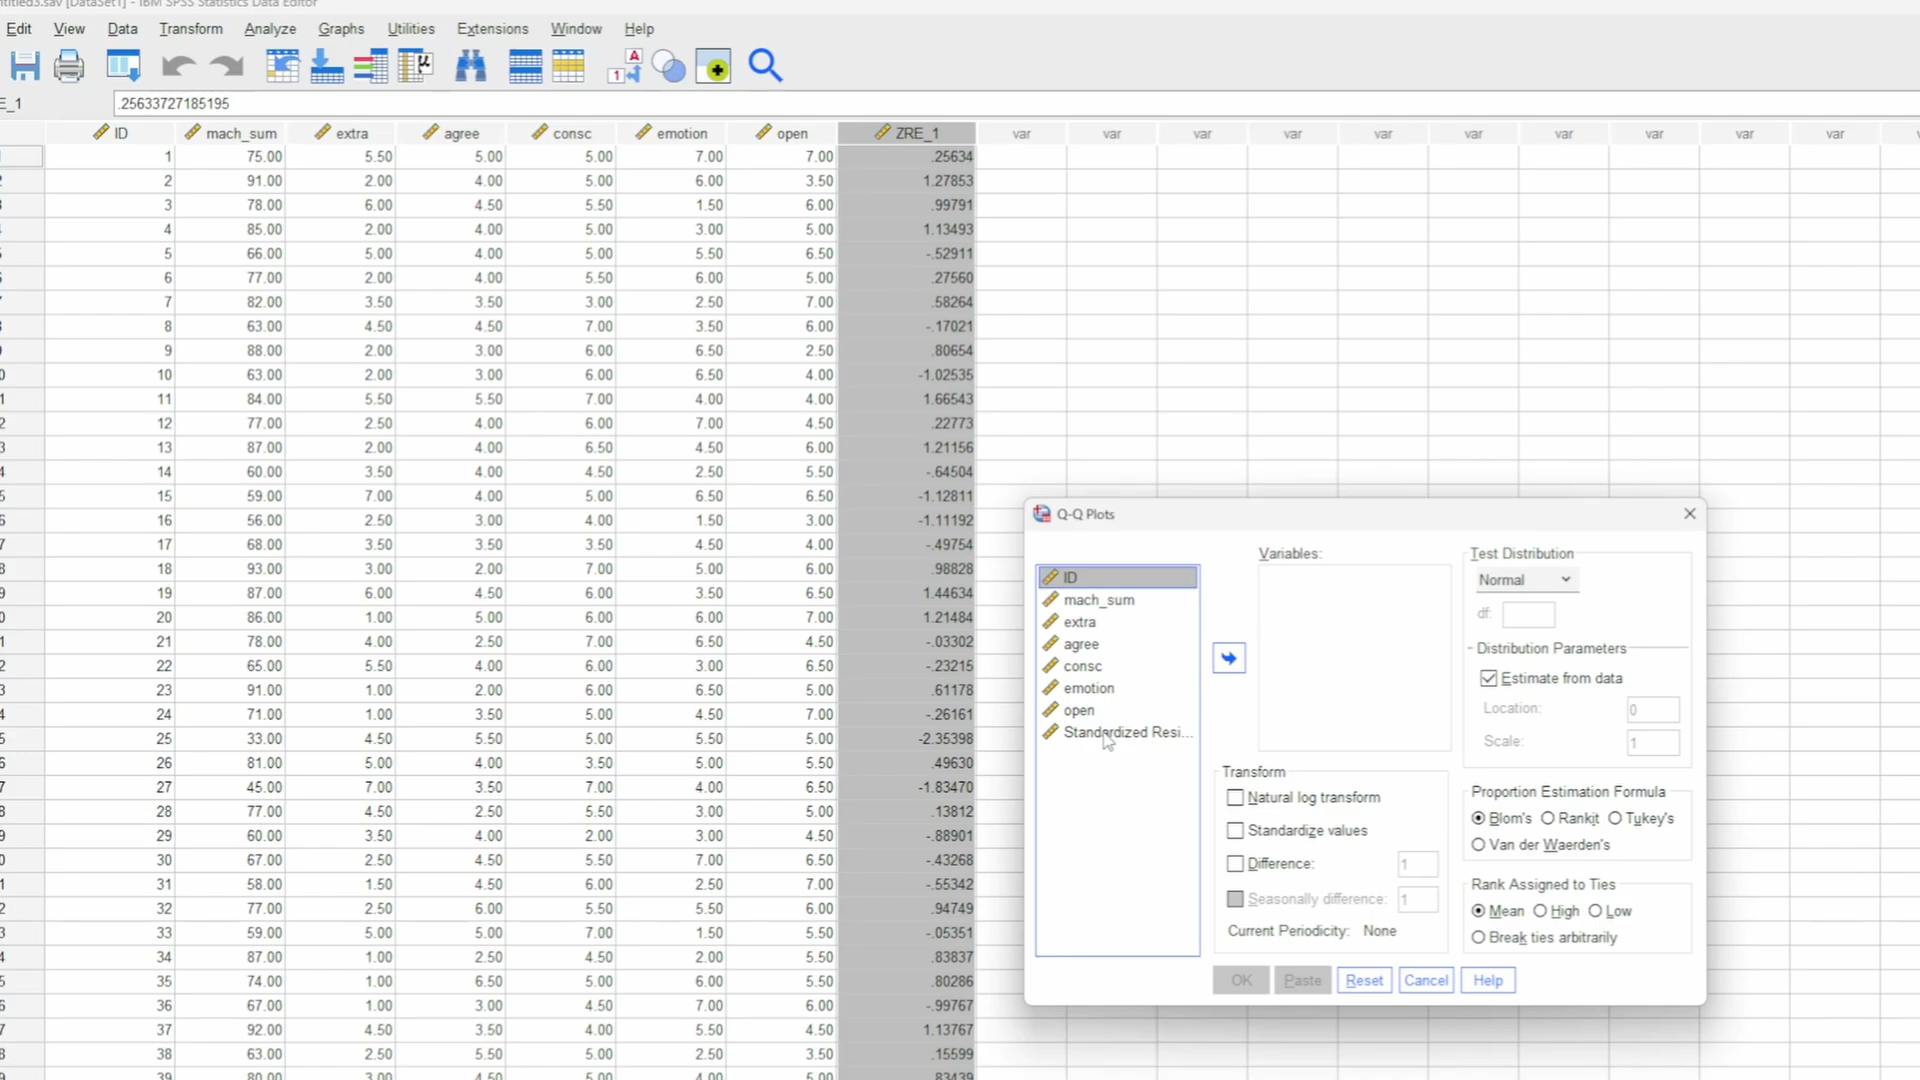 ntitled3.sav [DataSet1] - IBM SPSS Statistics Data Editor
Edit View Data Transform Analyze Graphs Utilities Extensions Window Help
E_1 .25633727185195
ID mach_sum extra agree consc emotion open ZRE_1 var var var var var var var var var var
1 75.00 5.50 5.00 5.00 7.00 7.00 .25634
2 91.00 2.00 4.00 5.00 6.00 3.50 1.27853
3 78.00 6.00 4.50 5.50 1.50 6.00 .99791
4 85.00 2.00 4.00 5.00 3.00 5.00 1.13493
5 66.00 5.00 4.00 5.00 5.50 6.50 -.52911
6 77.00 2.00 4.00 5.50 6.00 5.00 .27560
7 82.00 3.50 3.50 3.00 2.50 7.00 .58264
8 63.00 4.50 4.50 7.00 3.50 6.00 -.17021
9 88.00 2.00 3.00 6.00 6.50 2.50 .80654
10 63.00 2.00 3.00 6.00 6.50 4.00 -1.02535
11 84.00 5.50 5.50 7.00 4.00 4.00 1.66543
12 77.00 2.50 4.00 6.00 7.00 4.50 .22773
13 87.00 2.00 4.00 6.50 4.50 6.00 1.21156
14 60.00 3.50 4.00 4.50 2.50 5.50 -.64504
15 59.00 7.00 4.00 5.00 6.50 6.50 -1.12811
16 56.00 2.50 3.00 4.00 1.50 3.00 -1.11192
17 68.00 3.50 3.50 3.50 4.50 4.00 -.49754
18 93.00 3.00 2.00 7.00 5.00 6.00 .98828
19 87.00 6.00 4.50 6.00 3.50 6.50 1.44634
20 86.00 1.00 5.00 6.00 6.00 7.00 1.21484
21 78.00 4.00 2.50 7.00 6.50 4.50 -.03302
22 65.00 5.50 4.00 6.00 3.00 6.50 -.23215
23 91.00 1.00 2.00 6.00 6.50 5.00 .61178
24 71.00 1.00 3.50 5.00 4.50 7.00 -.26161
25 33.00 4.50 5.50 5.50 5.50 5.00 -2.35398
26 81.00 5.00 4.00 3.50 5.00 5.50 .49630
27 45.00 7.00 3.50 7.00 4.00 6.50 -1.83470
28 77.00 4.50 2.50 5.50 3.00 5.00 .13812
29 60.00 3.50 4.00 2.00 3.00 4.50 -.88901
30 67.00 2.50 4.50 5.50 7.00 6.50 -.43268
31 58.00 1.50 4.50 6.00 2.50 7.00 -.55342
32 77.00 2.50 6.00 5.50 5.50 6.00 .94749
33 59.00 5.00 5.00 7.00 1.50 6.50 -.05351
34 87.00 1.00 2.50 4.50 2.00 5.50 .83837
35 74.00 1.00 6.50 5.00 6.00 5.50 .80286
36 67.00 1.00 3.00 4.50 7.00 6.00 -.99767
37 92.00 4.50 3.50 4.00 5.50 4.50 1.13767
38 63.00 2.50 5.50 5.00 2.50 3.50 .15599
39 80.00 3.00 4.50 5.00 4.00 5.00 .83439
Q-Q Plots
ID
mach_sum
extra
agree
consc
emotion
open
Standardized Resi...
Variables:
Transform
Natural log transform
Standardize values
Difference: 1
Seasonally difference: 1
Current Periodicity: None
Test Distribution
Normal
df:
Distribution Parameters
Estimate from data
Location: 0
Scale: 1
Proportion Estimation Formula
Blom's Rankit Tukey's
Van der Waerden's
Rank Assigned to Ties
Mean High Low
Break ties arbitrarily
OK Paste Reset Cancel Help